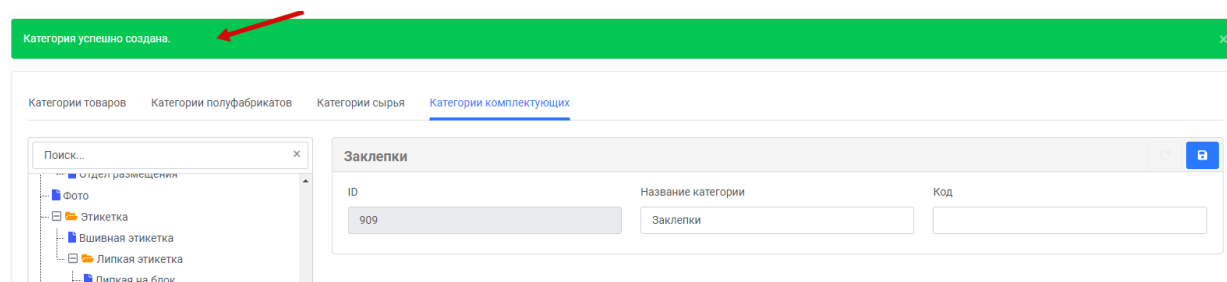 Категория успешно создана.
Категории товаров Категории полуфабрикатов Категории сырья Категории комплектующих
Поиск...
Заклепки
Отдел размещения
Фото
Этикетка
Вшивная этикетка
Липкая этикетка
Липкая на блок
ID Название категории Код
909 Заклепки